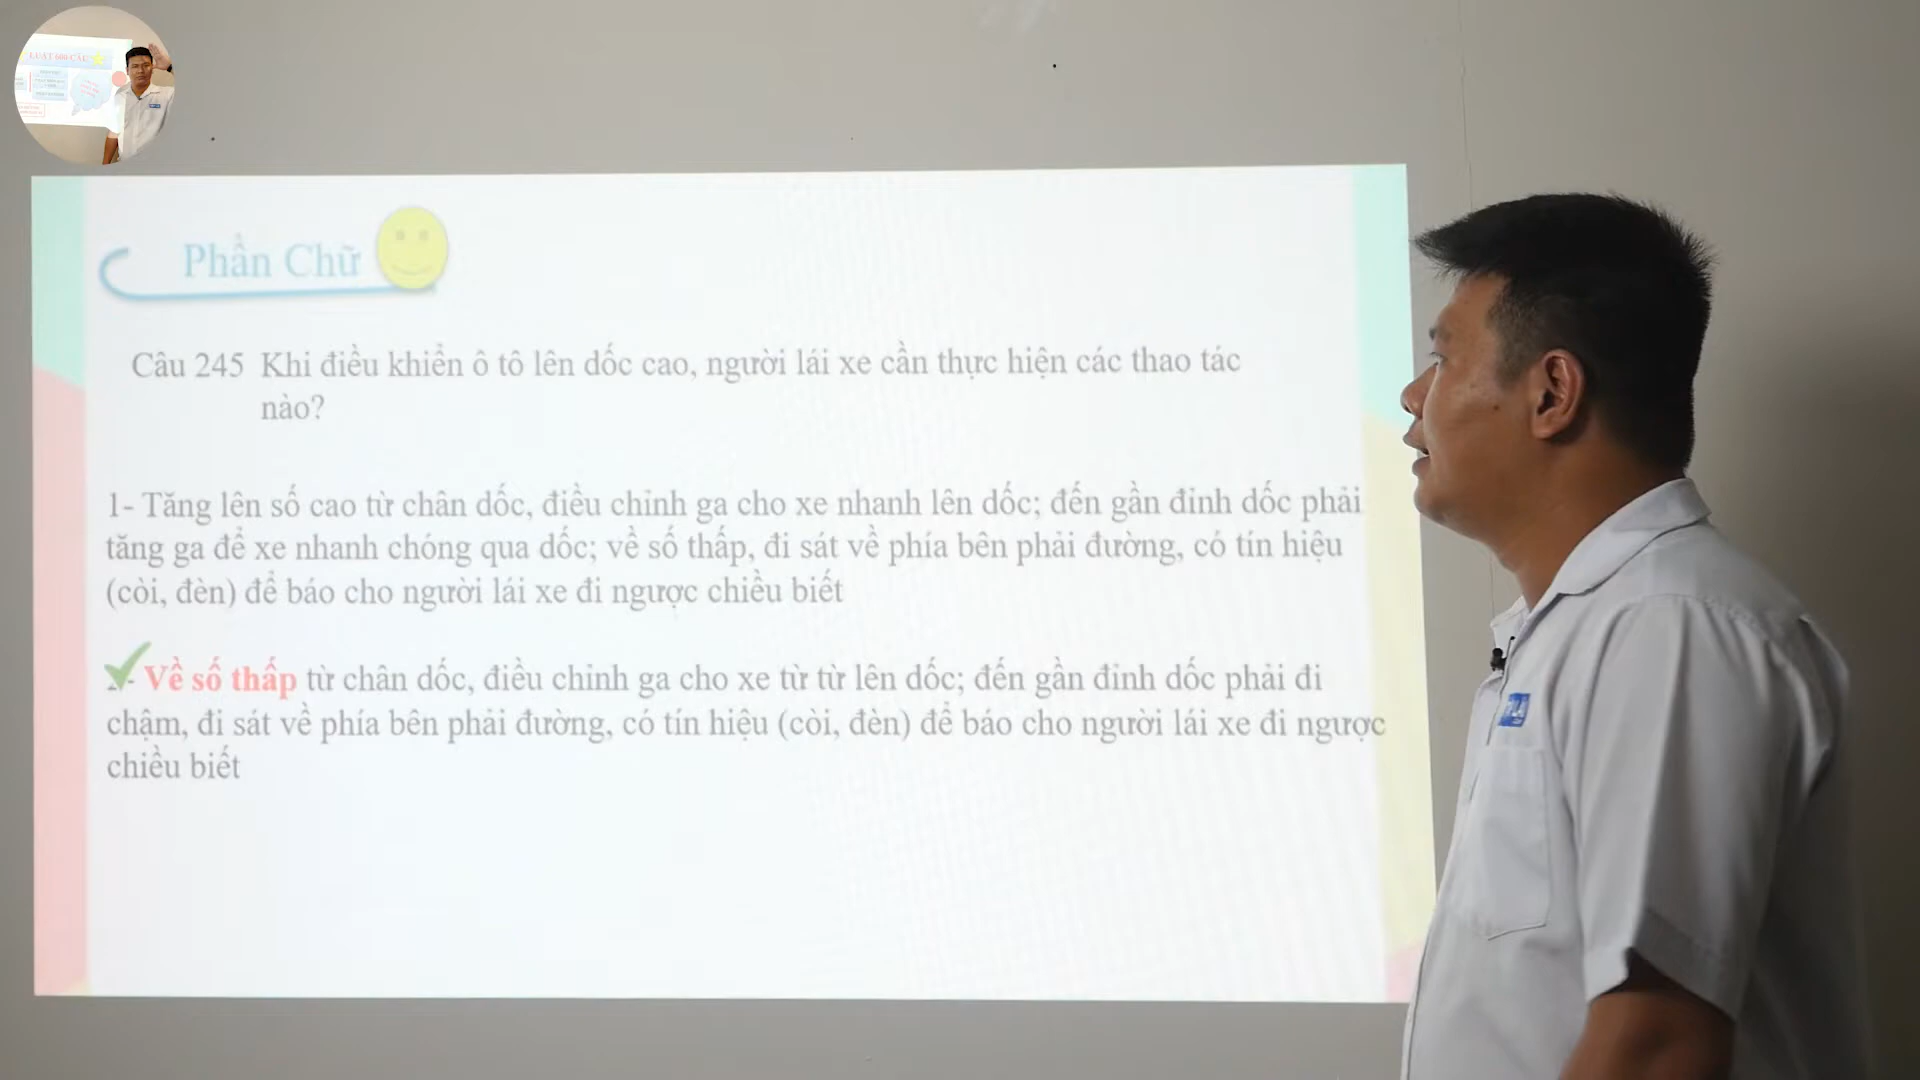 LUẬT 600 CÂU
Phần Chữ
Câu 245 Khi điều khiển ô tô lên dốc cao, người lái xe cần thực hiện các thao tác
nào?
1- Tăng lên số cao từ chân dốc, điều chỉnh ga cho xe nhanh lên dốc; đến gần đỉnh dốc phải
tăng ga để xe nhanh chóng qua dốc; về số thấp, đi sát về phía bên phải đường, có tín hiệu
(còi, đèn) để báo cho người lái xe đi ngược chiều biết
Về số thấp từ chân dốc, điều chỉnh ga cho xe từ từ lên dốc; đến gần đỉnh dốc phải đi
chậm, đi sát về phía bên phải đường, có tín hiệu (còi, đèn) để báo cho người lái xe đi ngược
chiều biết